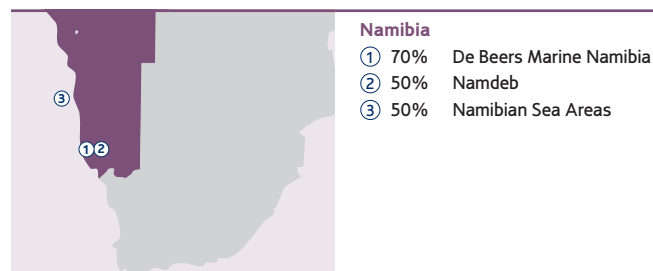 Namibia
1 70% De Beers Marine Namibia
2 50% Namdeb
3 50% Namibian Sea Areas
3
1 2